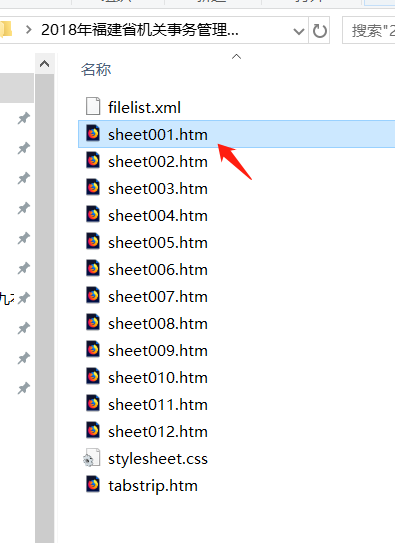 2018年福建省机关事务管理...
搜索"2
名称
filelist.xml
sheet001.htm
sheet002.htm
sheet003.htm
sheet004.htm
sheet005.htm
sheet006.htm
sheet007.htm
sheet008.htm
sheet009.htm
sheet010.htm
sheet011.htm
sheet012.htm
stylesheet.css
tabstrip.htm